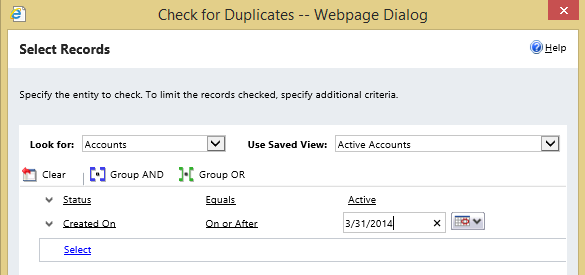 Check for Duplicates -- Webpage Dialog
Select Records
Help
Specify the entity to check. To limit the records checked, specify additional criteria.
Look for: Accounts Use Saved View: Active Accounts
Clear Group AND Group OR
Status Equals Active
Created On On or After 3/31/2014
Select